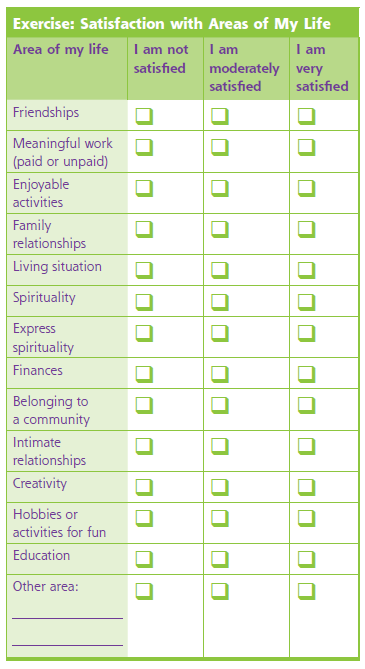 Exercise: Satisfaction with Areas of My Life
Area of my life I am not I am I am
satisfied moderately very
satisfied satisfied
Friendships
Meaningful work
(paid or unpaid)
Enjoyable
activities
Family
relationships
Living situation
Spirituality
Express
spirituality
Finances
Belonging to
a community
Intimate
relationships
Creativity
Hobbies or
activities for fun
Education
Other area: